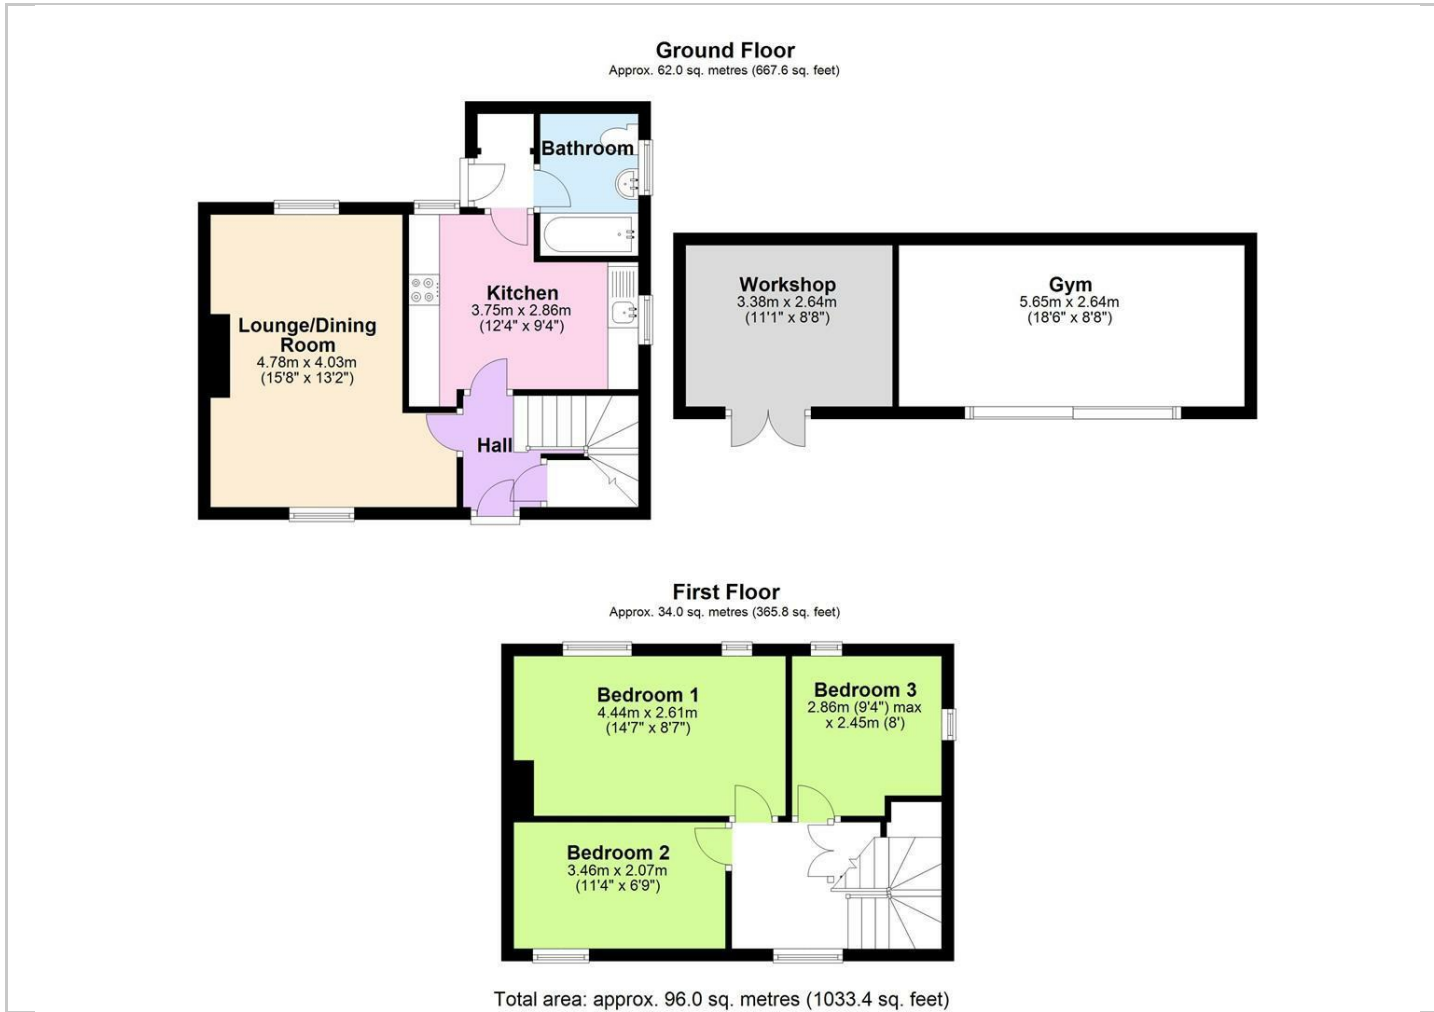 Ground Floor
Approx. 62.0 sq. metres (667.6 sq. feet)
Bathroom
Kitchen
3.75m x 2.86m
(12'4" x 9'4")
Lounge/Dining
Room
4.78m x 4.03m
(15'8" x 13'2")
Hall
Workshop
3.38m x 2.64m
(11'1" x 8'8")
Gym
5.65m x 2.64m
(18'6" x 8'8")
First Floor
Approx. 34.0 sq. metres (365.8 sq. feet)
Bedroom 1
4.44m x 2.61m
(14'7" x 8'7")
Bedroom 3
2.86m (9'4") max
x 2.45m (8')
Bedroom 2
3.46m x 2.07m
(11'4" x 6'9")
Total area: approx. 96.0 sq. metres (1033.4 sq. feet)